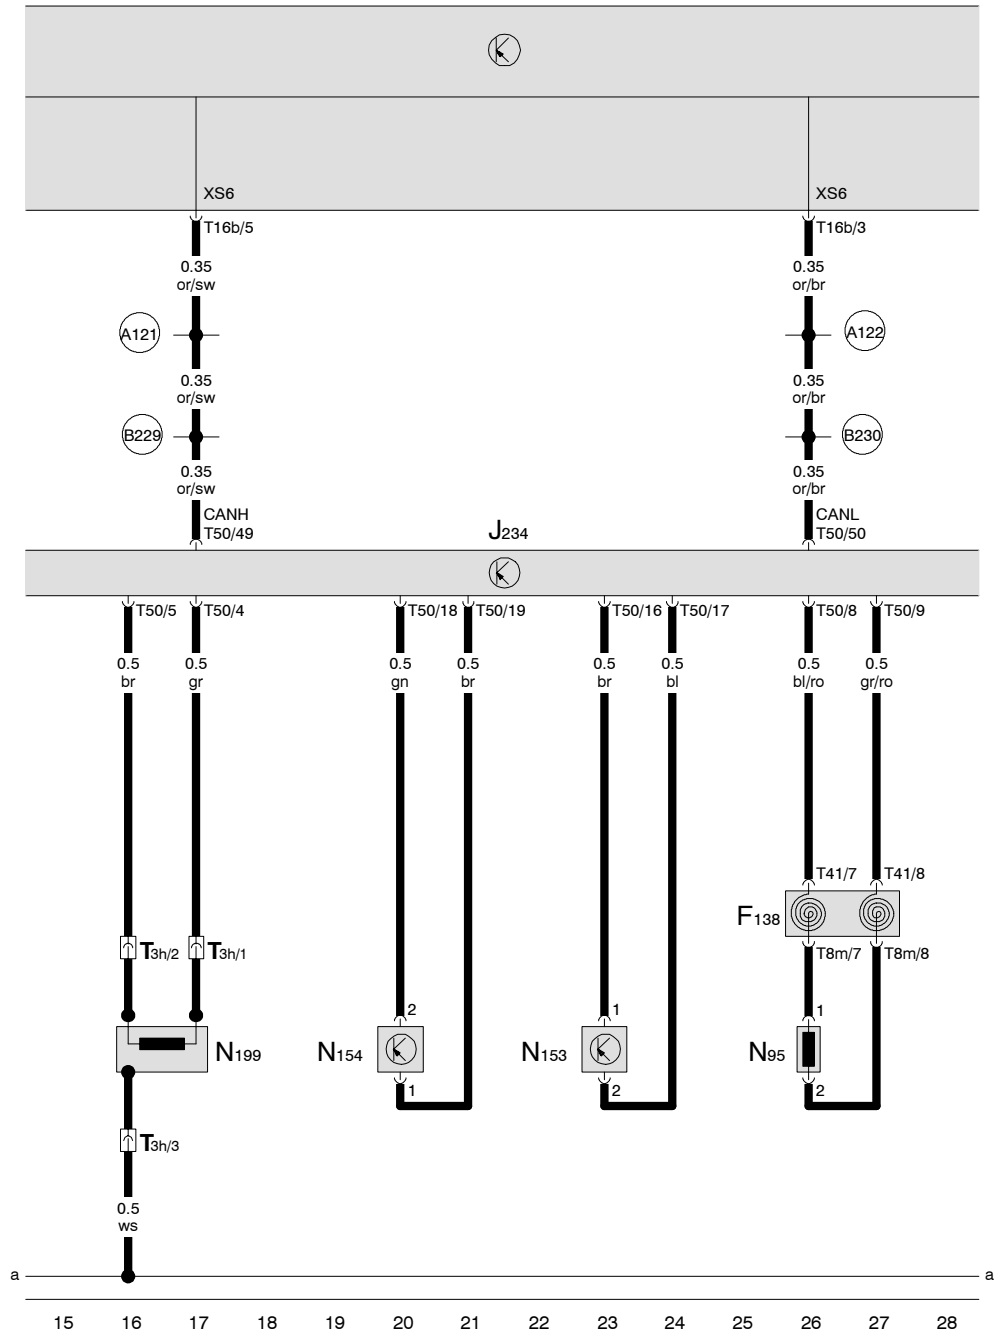 XS6 XS6
T16b/5 T16b/3
0.35 0.35
or/sw or/br
A121 A122
0.35 0.35
or/sw or/br
B229 B230
0.35 0.35
or/sw or/br
CANH CANL
T50/49 J234 T50/50
T50/5 T50/4 T50/18 T50/19 T50/16 T50/17 T50/8 T50/9
0.5 0.5 0.5 0.5 0.5 0.5 0.5 0.5
br gr gn br br bl bl/ro gr/ro
T41/7 T41/8
F138
T3h/2 T3h/1 T8m/7 T8m/8
2 1 1
N199 N154 N153 N95
1 2 2
T3h/3
0.5
ws
a a
15 16 17 18 19 20 21 22 23 24 25 26 27 28